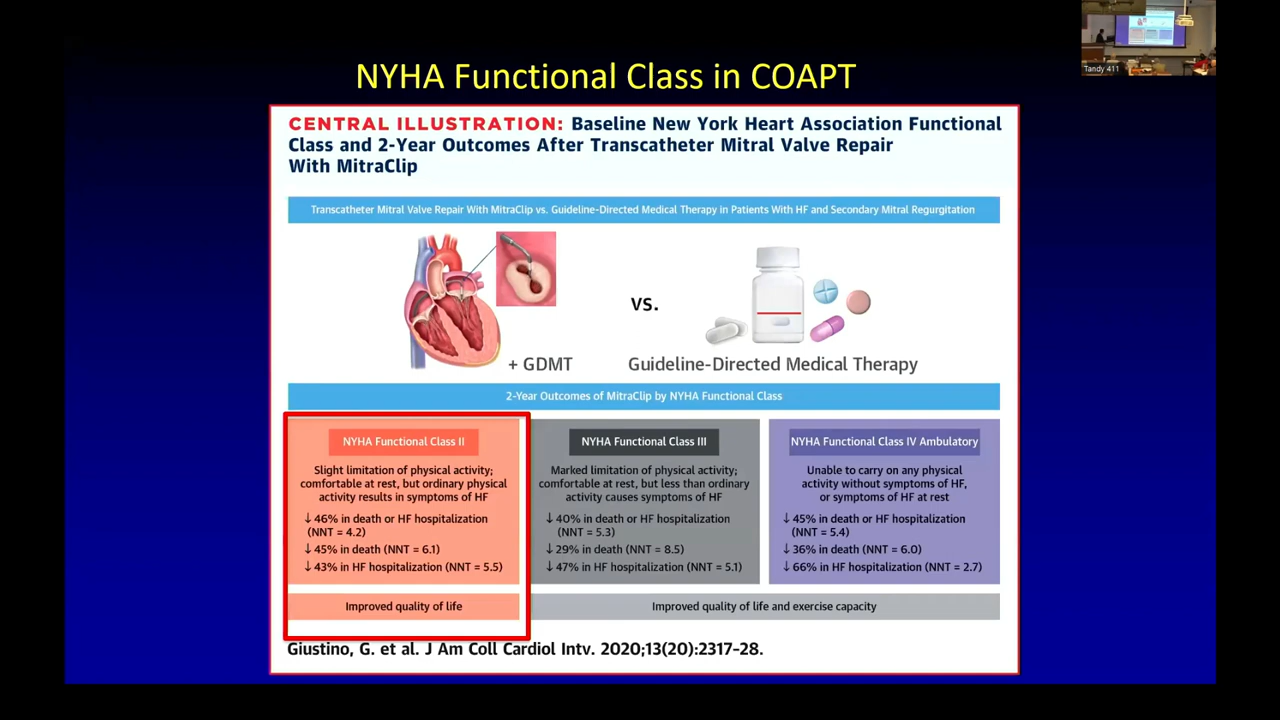 NYHA Functional Class in COAPT
Tandy 411
CENTRAL ILLUSTRATION: Baseline New York Heart Association Functional
Class and 2-Year Outcomes After Transcatheter Mitral Valve Repair
With MitraClip
Transcatheter Mitral Valve Repair With MitraClip vs. Guideline-Directed Medical Therapy in Patients With HF and Secondary Mitral Regurgitation
VS.
+ GDMT
Guideline-Directed Medical Therapy
2-Year Outcomes of MitraClip by NYHA Functional Class
NYHA Functional Class II
Slight limitation of physical activity;
comfortable at rest, but ordinary physical
activity results in symptoms of HF
↓ 46% in death or HF hospitalization
(NNT = 4.2)
↓ 45% in death (NNT = 6.1)
↓ 43% in HF hospitalization (NNT = 5.5)
Improved quality of life
NYHA Functional Class III
Marked limitation of physical activity;
comfortable at rest, but less than ordinary
activity causes symptoms of HF
↓ 40% in death or HF hospitalization
(NNT = 5.3)
↓ 29% in death (NNT = 8.5)
↓ 47% in HF hospitalization (NNT = 5.1)
NYHA Functional Class IV Ambulatory
Unable to carry on any physical
activity without symptoms of HF,
or symptoms of HF at rest
↓ 45% in death or HF hospitalization
(NNT = 5.4)
↓ 36% in death (NNT = 6.0)
↓ 66% in HF hospitalization (NNT = 2.7)
Improved quality of life and exercise capacity
Giustino, G. et al. J Am Coll Cardiol Intv. 2020;13(20):2317–28.